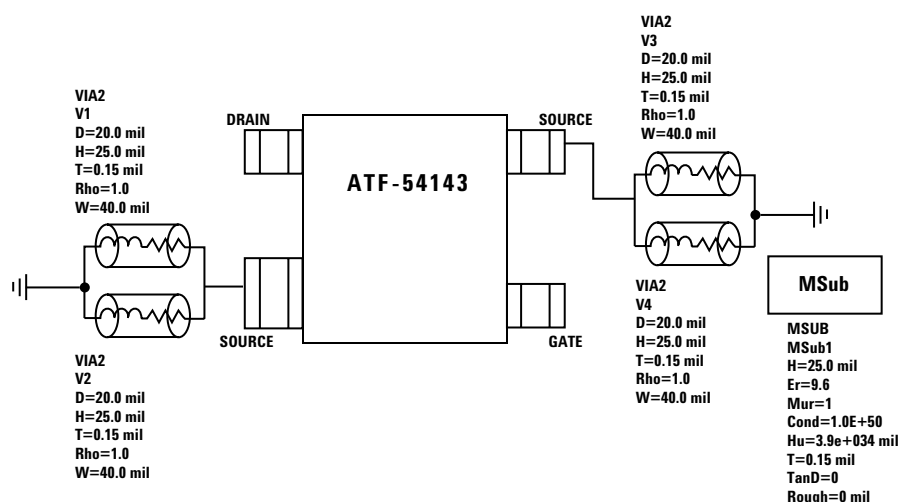 VIA2
V3
D=20.0 mil
H=25.0 mil
T=0.15 mil
Rho=1.0
W=40.0 mil
VIA2
V1
D=20.0 mil
H=25.0 mil
T=0.15 mil
Rho=1.0
W=40.0 mil
DRAIN
SOURCE
ATF-54143
SOURCE
GATE
VIA2
V2
D=20.0 mil
H=25.0 mil
T=0.15 mil
Rho=1.0
W=40.0 mil
VIA2
V4
D=20.0 mil
H=25.0 mil
T=0.15 mil
Rho=1.0
W=40.0 mil
MSub
MSUB
MSub1
H=25.0 mil
Er=9.6
Mur=1
Cond=1.0E+50
Hu=3.9e+034 mil
T=0.15 mil
TanD=0
Rough=0 mil